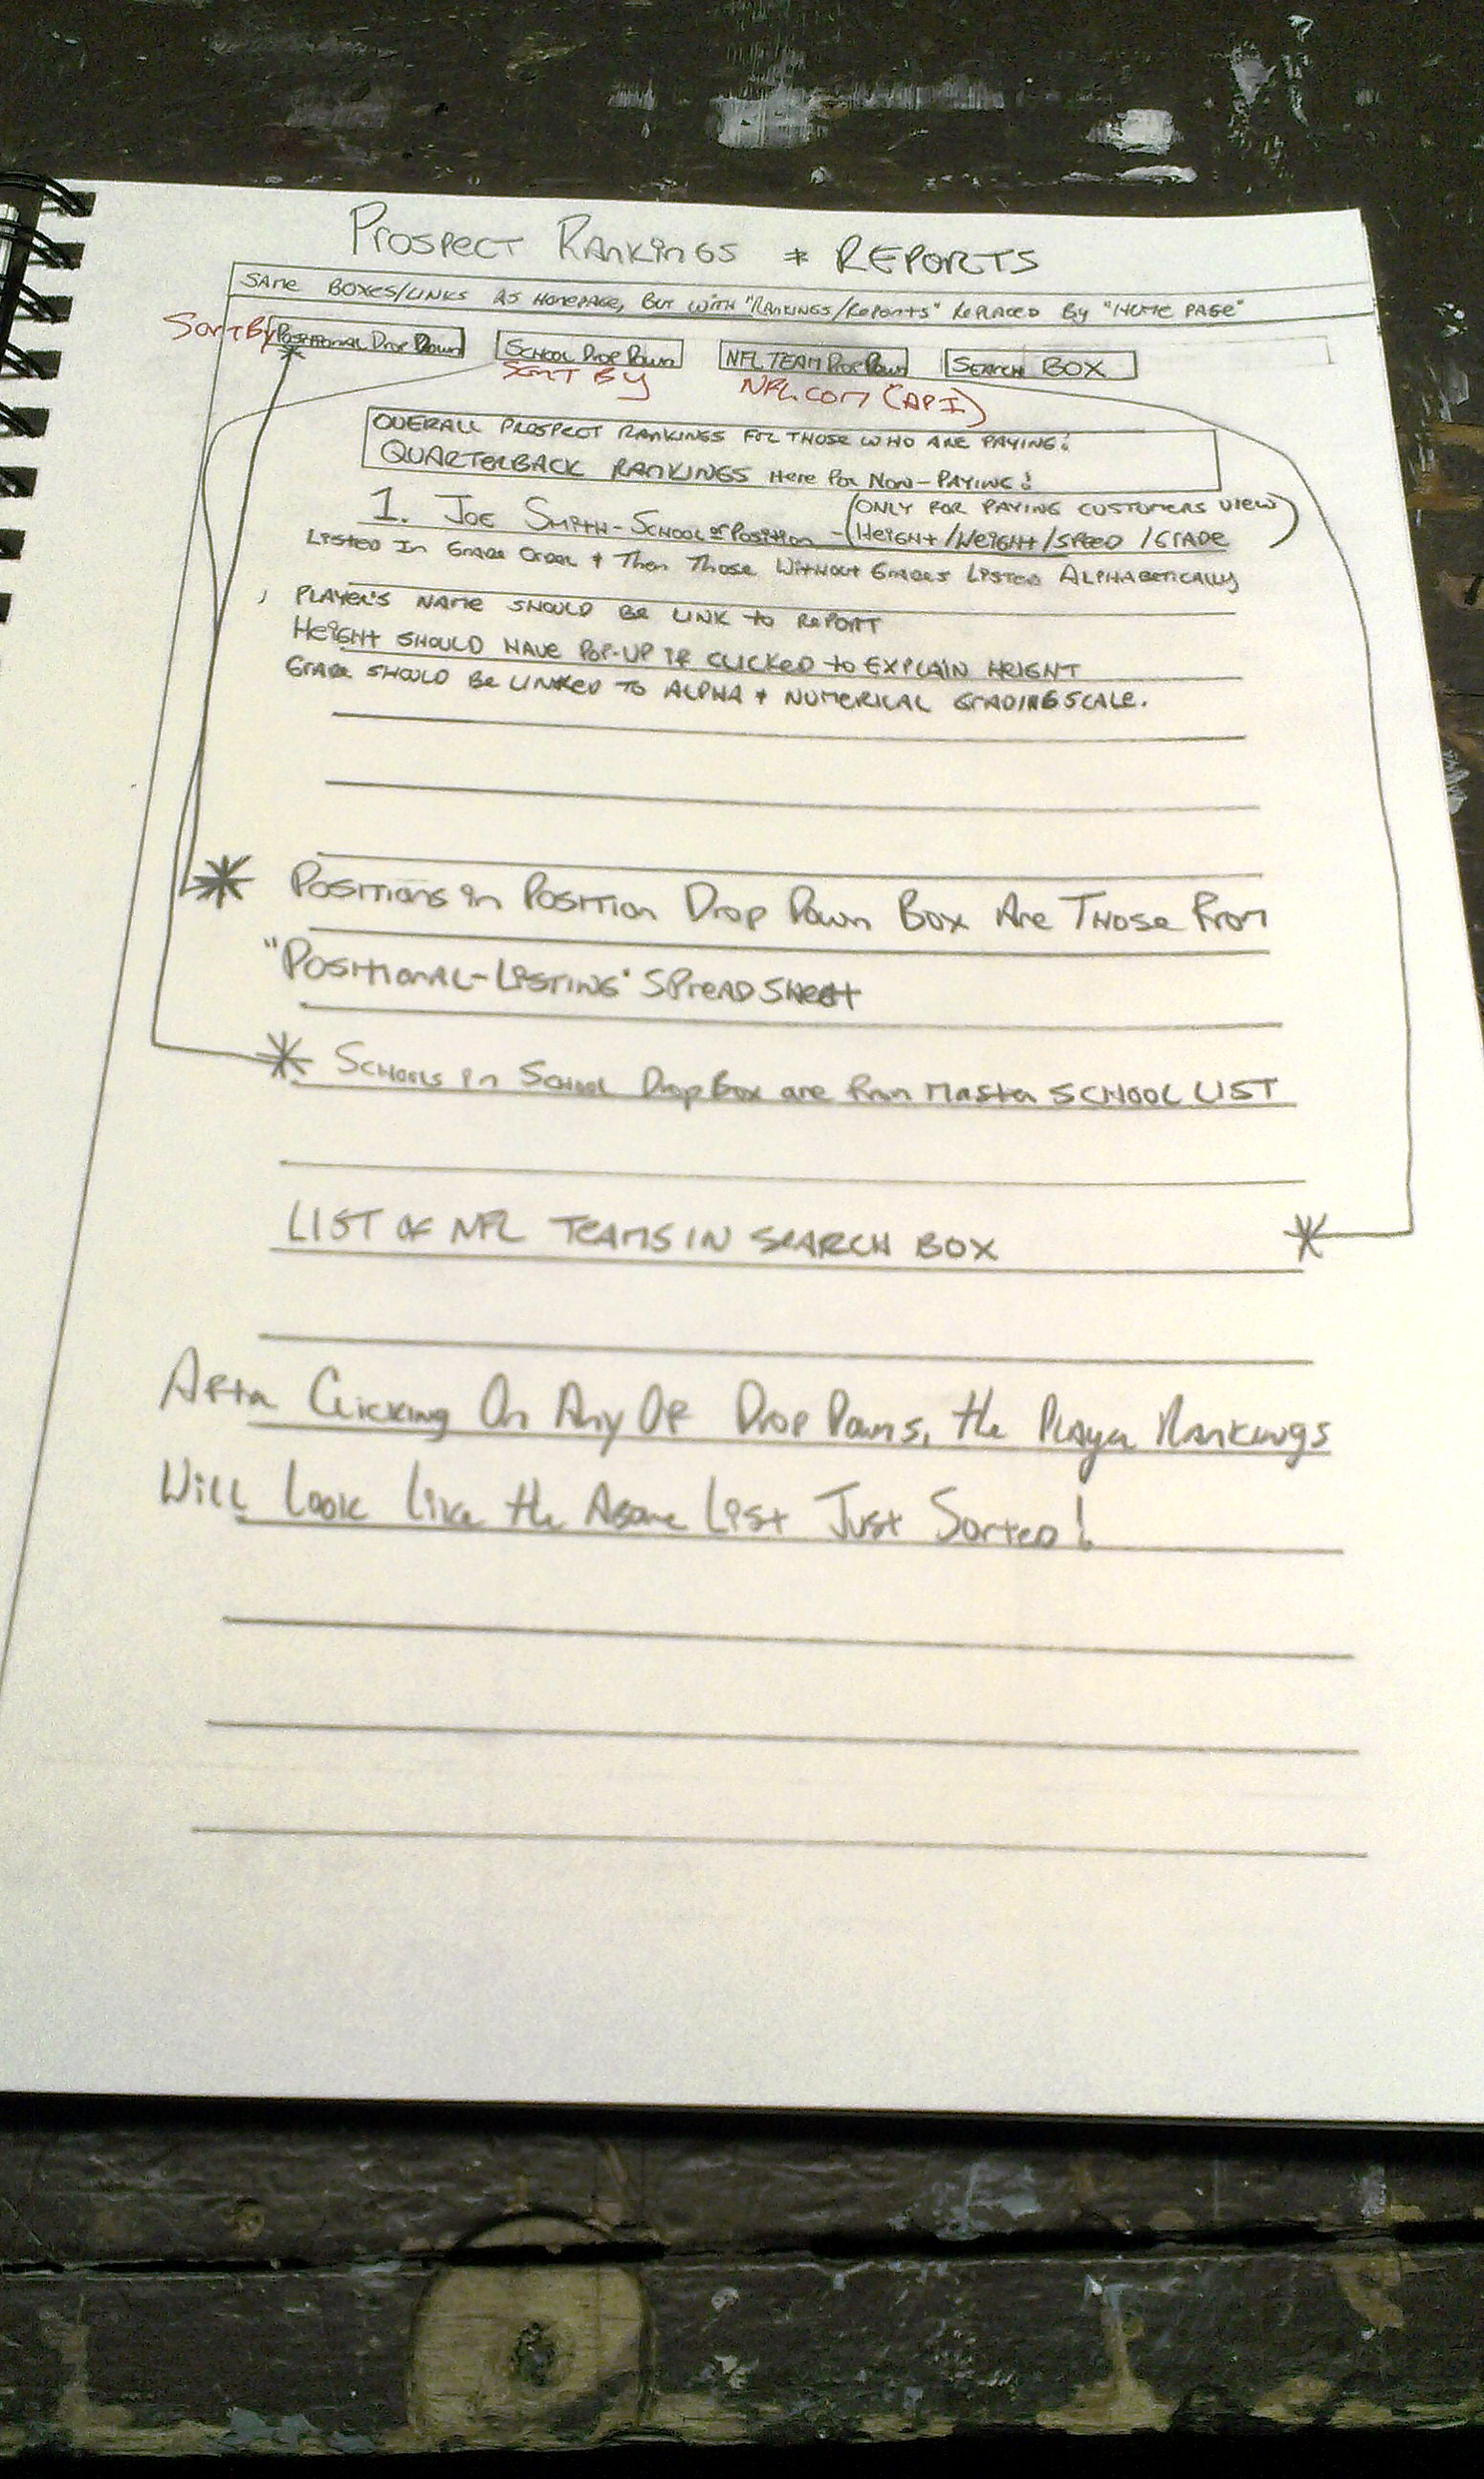 PROSPECT RANKINGS + REPORTS
SAME BOXES/LINKS AS HOMEPAGE, BUT WITH "RANKINGS/REPORTS" REPLACED BY "HOME PAGE"
SORT BY POSITIONAL DROP DOWN SCHOOL DROP DOWN NFL TEAM DROP DOWN SEARCH BOX
SORT BY NFL.COM (API)
OVERALL PROSPECT RANKINGS FOR THOSE WHO ARE PAYING!
QUARTERBACK RANKINGS HERE FOR NON-PAYING!
(ONLY FOR PAYING CUSTOMERS VIEW)
1. JOE SMITH - SCHOOL or POSITION - HEIGHT/WEIGHT/SPEED/GRADE
LISTED IN GRADE ORDER + THEN THOSE WITHOUT GRADES LISTED ALPHABETICALLY
PLAYER'S NAME SHOULD BE LINK TO REPORT
HEIGHT SHOULD HAVE POP-UP IF CLICKED TO EXPLAIN HEIGHT
GRADE SHOULD BE LINKED TO ALPHA + NUMERICAL GRADING SCALE.
* POSITIONS IN POSITION DROP DOWN BOX ARE THOSE FROM
"POSITIONAL-LISTING" SPREADSHEET
* SCHOOLS IN SCHOOL DROP BOX ARE FROM MASTER SCHOOL LIST
LIST OF NFL TEAMS IN SEARCH BOX *
AFTER CLICKING ON ANY OF DROP DOWNS, THE PLAYER RANKINGS
WILL LOOK LIKE THE ABOVE LIST JUST SORTED!